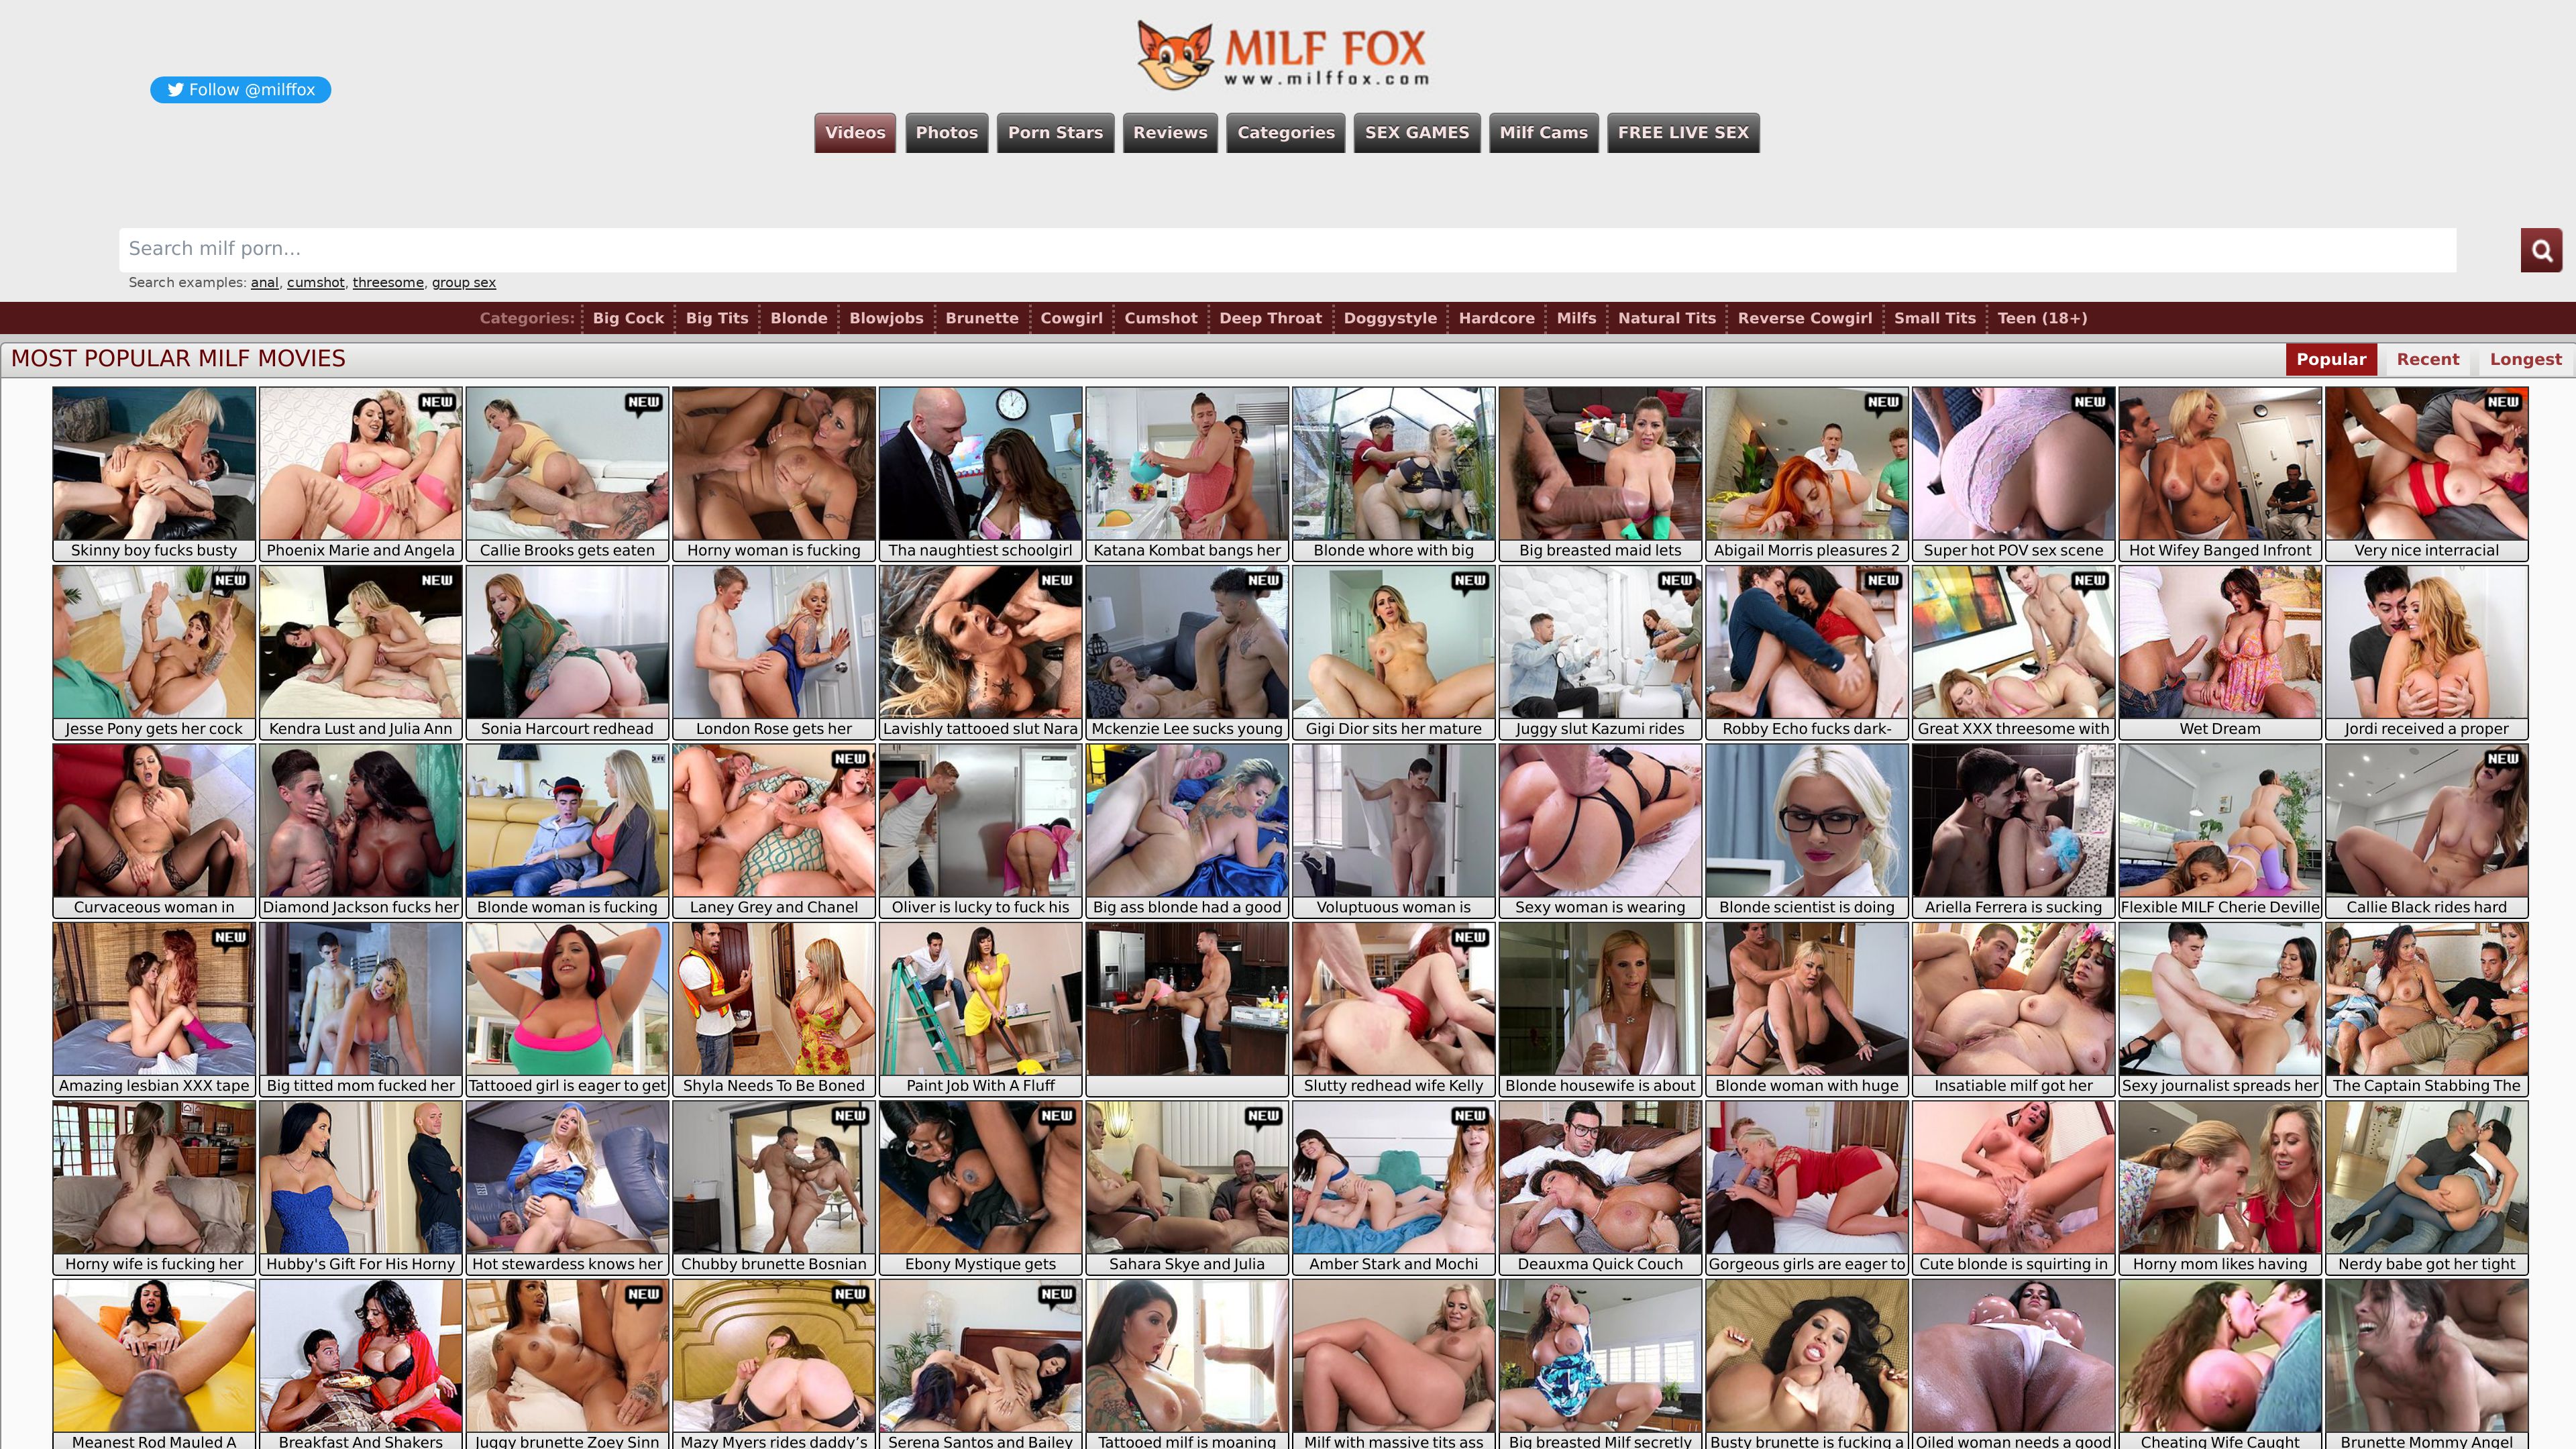 MILF FOX
www.milffox.com
Follow @milffox
Videos
Photos
Porn Stars
Reviews
Categories
SEX GAMES
Milf Cams
FREE LIVE SEX
Search milf porn...
Search examples: anal, cumshot, threesome, group sex
Categories: Big Cock Big Tits Blonde Blowjobs Brunette Cowgirl Cumshot Deep Throat Doggystyle Hardcore Milfs Natural Tits Reverse Cowgirl Small Tits Teen (18+)
MOST POPULAR MILF MOVIES
Popular
Recent
Longest
NEW
NEW
NEW
NEW
NEW
Skinny boy fucks busty
Phoenix Marie and Angela
Callie Brooks gets eaten
Horny woman is fucking
Tha naughtiest schoolgirl
Katana Kombat bangs her
Blonde whore with big
Big breasted maid lets
Abigail Morris pleasures 2
Super hot POV sex scene
Hot Wifey Banged Infront
Very nice interracial
NEW
NEW
NEW
NEW
NEW
NEW
NEW
NEW
Jesse Pony gets her cock
Kendra Lust and Julia Ann
Sonia Harcourt redhead
London Rose gets her
Lavishly tattooed slut Nara
Mckenzie Lee sucks young
Gigi Dior sits her mature
Juggy slut Kazumi rides
Robby Echo fucks dark-
Great XXX threesome with
Wet Dream
Jordi received a proper
NEW
NEW
Curvaceous woman in
Diamond Jackson fucks her
Blonde woman is fucking
Laney Grey and Chanel
Oliver is lucky to fuck his
Big ass blonde had a good
Voluptuous woman is
Sexy woman is wearing
Blonde scientist is doing
Ariella Ferrera is sucking
Flexible MILF Cherie Deville
Callie Black rides hard
NEW
NEW
Amazing lesbian XXX tape
Big titted mom fucked her
Tattooed girl is eager to get
Shyla Needs To Be Boned
Paint Job With A Fluff
Slutty redhead wife Kelly
Blonde housewife is about
Blonde woman with huge
Insatiable milf got her
Sexy journalist spreads her
The Captain Stabbing The
NEW
NEW
NEW
NEW
Horny wife is fucking her
Hubby's Gift For His Horny
Hot stewardess knows her
Chubby brunette Bosnian
Ebony Mystique gets
Sahara Skye and Julia
Amber Stark and Mochi
Deauxma Quick Couch
Gorgeous girls are eager to
Cute blonde is squirting in
Horny mom likes having
Nerdy babe got her tight
NEW
NEW
NEW
Meanest Rod Mauled A
Breakfast And Shakers
Juggy brunette Zoey Sinn
Mazy Myers rides daddy’s
Serena Santos and Bailey
Tattooed milf is moaning
Milf with massive tits ass
Big breasted Milf secretly
Busty brunette is fucking a
Oiled woman needs a good
Cheating Wife Caught
Brunette Mommy Angel